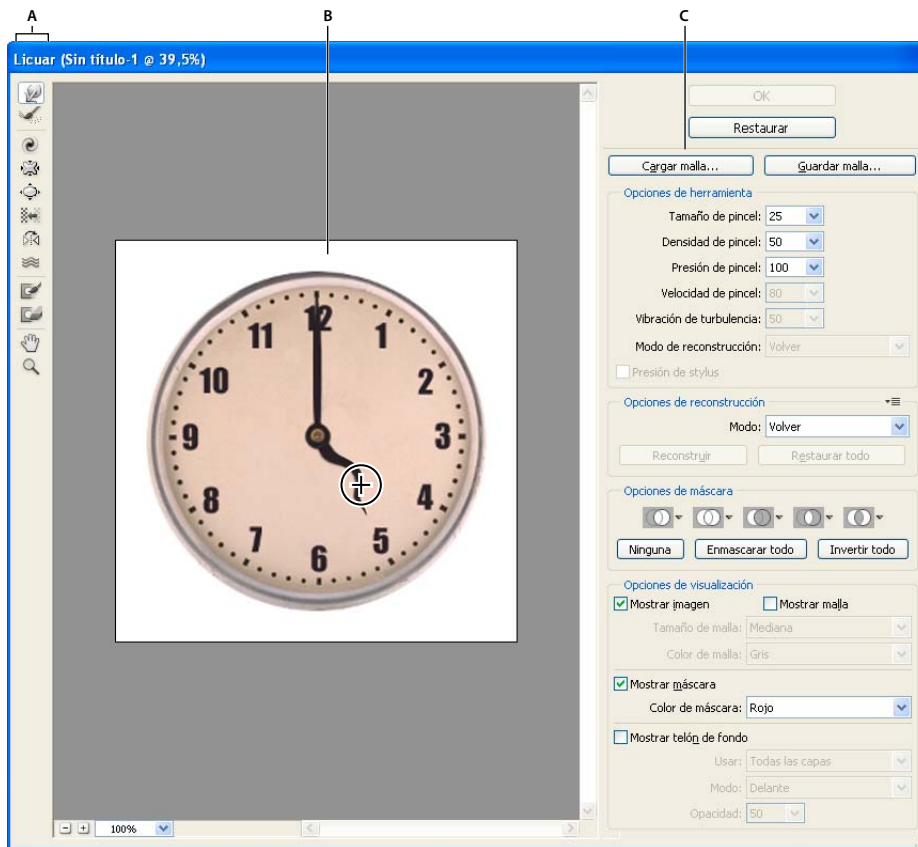 A
B
C
Licuar (Sin título-1 @ 39,5%)
OK
Restaurar
Cargar malla...
Guardar malla...
Opciones de herramienta
Tamaño de pincel: 25
Densidad de pincel: 50
Presión de pincel: 100
Velocidad de pincel: 80
Vibración de turbulencia: 50
Modo de reconstrucción: Volver
Presión de stylus
Opciones de reconstrucción
Modo: Volver
Reconstruir
Restaurar todo
Opciones de máscara
Ninguna
Enmascarar todo
Invertir todo
Opciones de visualización
Mostrar imagen
Mostrar malla
Tamaño de malla: Mediana
Color de malla: Gris
Mostrar máscara
Color de máscara: Rojo
Mostrar telón de fondo
Usar: Todas las capas
Modo: Delante
Opacidad: 50
12
1
2
3
4
5
6
7
8
9
10
11
100%